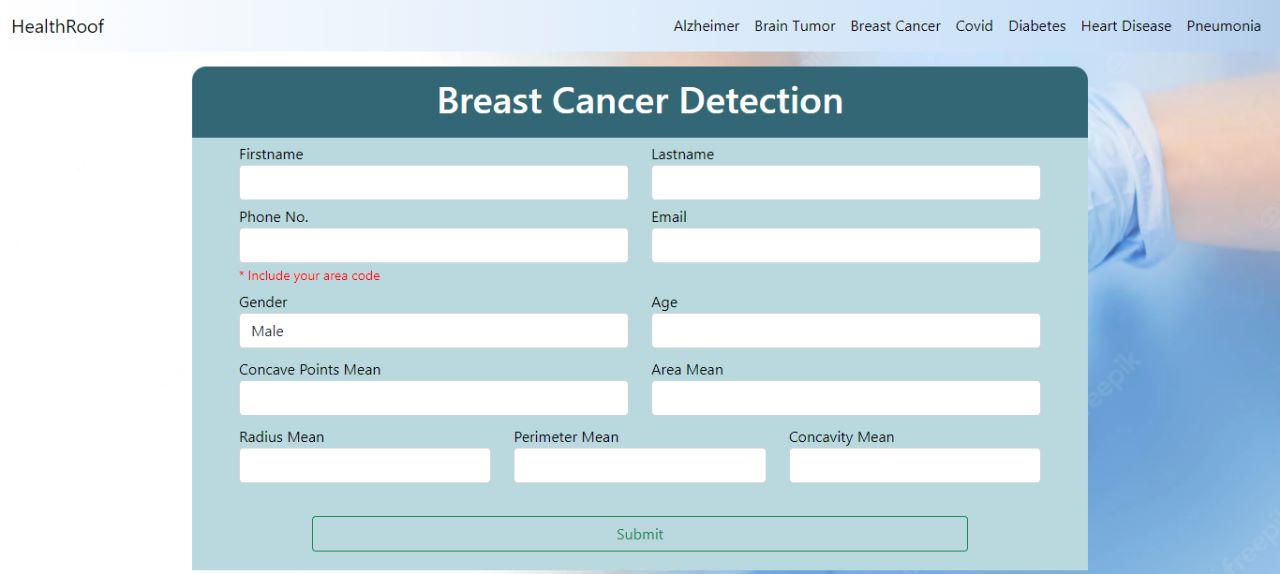 HealthRoof Alzheimer Brain Tumor Breast Cancer Covid Diabetes Heart Disease Pneumonia
Breast Cancer Detection
Firstname Lastname
Phone No. Email
* Include your area code
Gender Age
Male
Concave Points Mean Area Mean
Radius Mean Perimeter Mean Concavity Mean
Submit
freepik
freepik